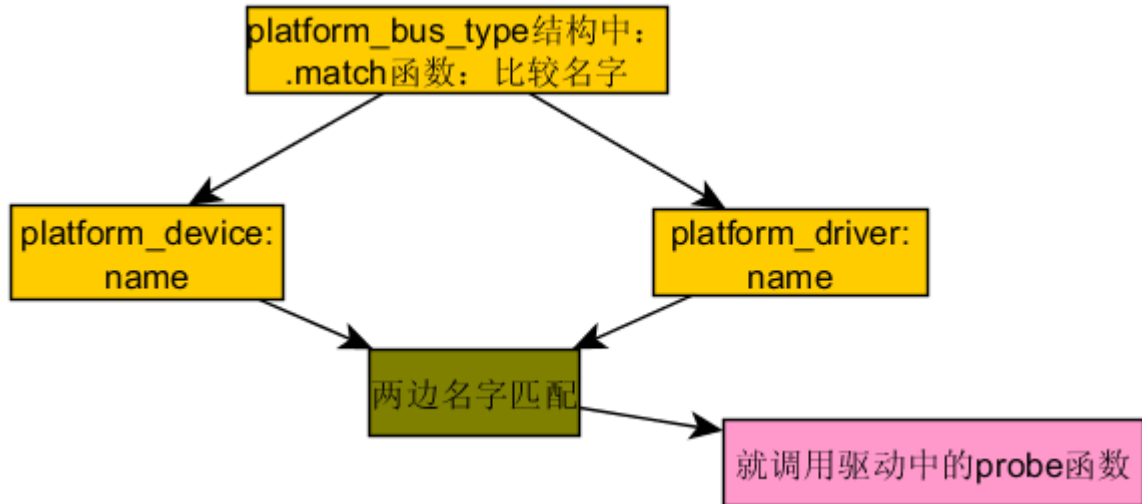 platform_bus_type结构中：
.match函数：比较名字
platform_device:
name
platform_driver:
name
两边名字匹配
就调用驱动中的probe函数